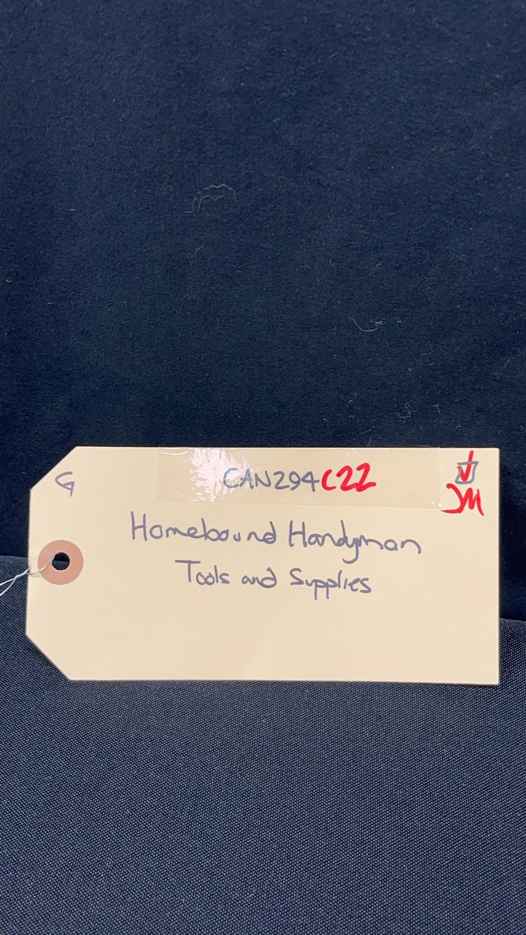 G
CAN294C22
JM
Homebound Handyman
Tools and Supplies